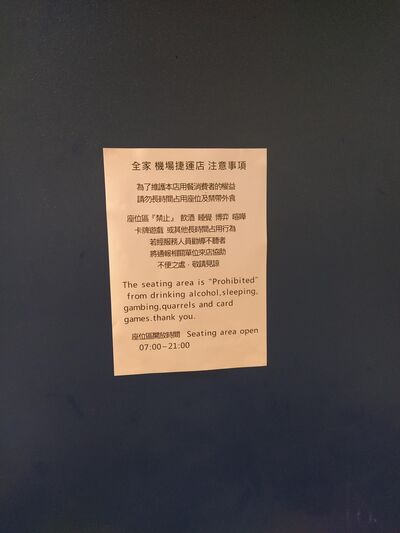 全家 機場捷運店 注意事項
為了維護本店用餐消費者的權益
請勿長時間占用座位及禁帶外食
座位區『禁止』 飲酒 睡覺 博弈 喧嘩
卡牌遊戲 或其他長時間占用行為
若經服務人員勸導不聽者
將通報相關單位來店協助
不便之處，敬請見諒
The seating area is "Prohibited"
from drinking alcohol,sleeping,
gambing,quarrels and card
games.thank you.
座位區開放時間 Seating area open
07:00~21:00